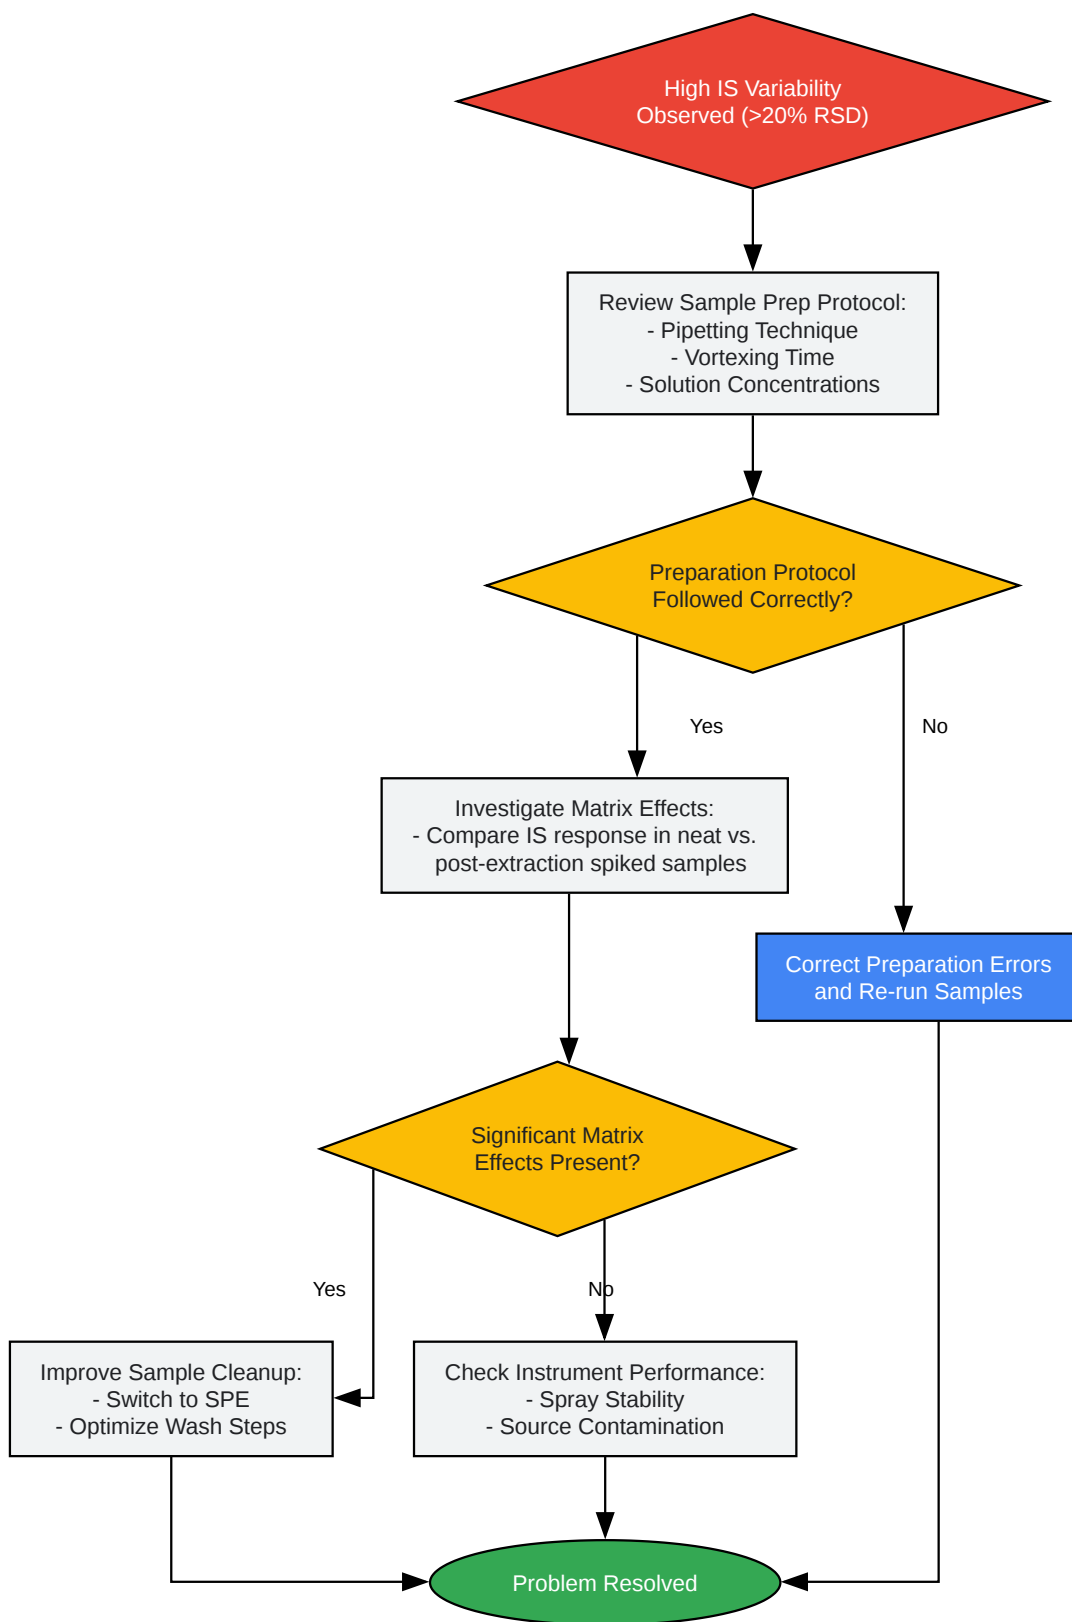 High IS Variability
Observed (>20% RSD)
Review Sample Prep Protocol:
- Pipetting Technique
- Vortexing Time
- Solution Concentrations
Preparation Protocol
Followed Correctly?
Yes
No
Investigate Matrix Effects:
- Compare IS response in neat vs.
post-extraction spiked samples
Correct Preparation Errors
and Re-run Samples
Significant Matrix
Effects Present?
Yes
No
Improve Sample Cleanup:
- Switch to SPE
- Optimize Wash Steps
Check Instrument Performance:
- Spray Stability
- Source Contamination
Problem Resolved